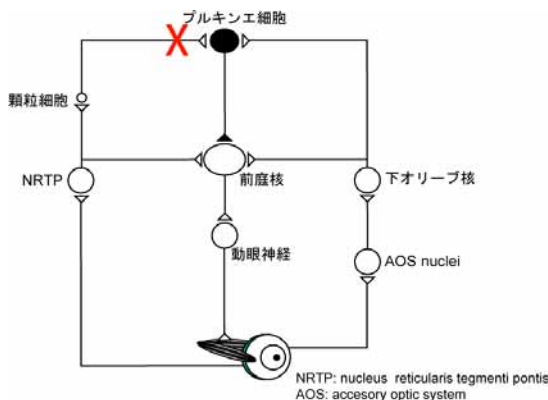 プルキンエ細胞
顆粒細胞
NRTP
前庭核
下オリーブ核
動眼神経
AOS nuclei
NRTP: nucleus reticularis tegmenti pontis
AOS: accesory optic system